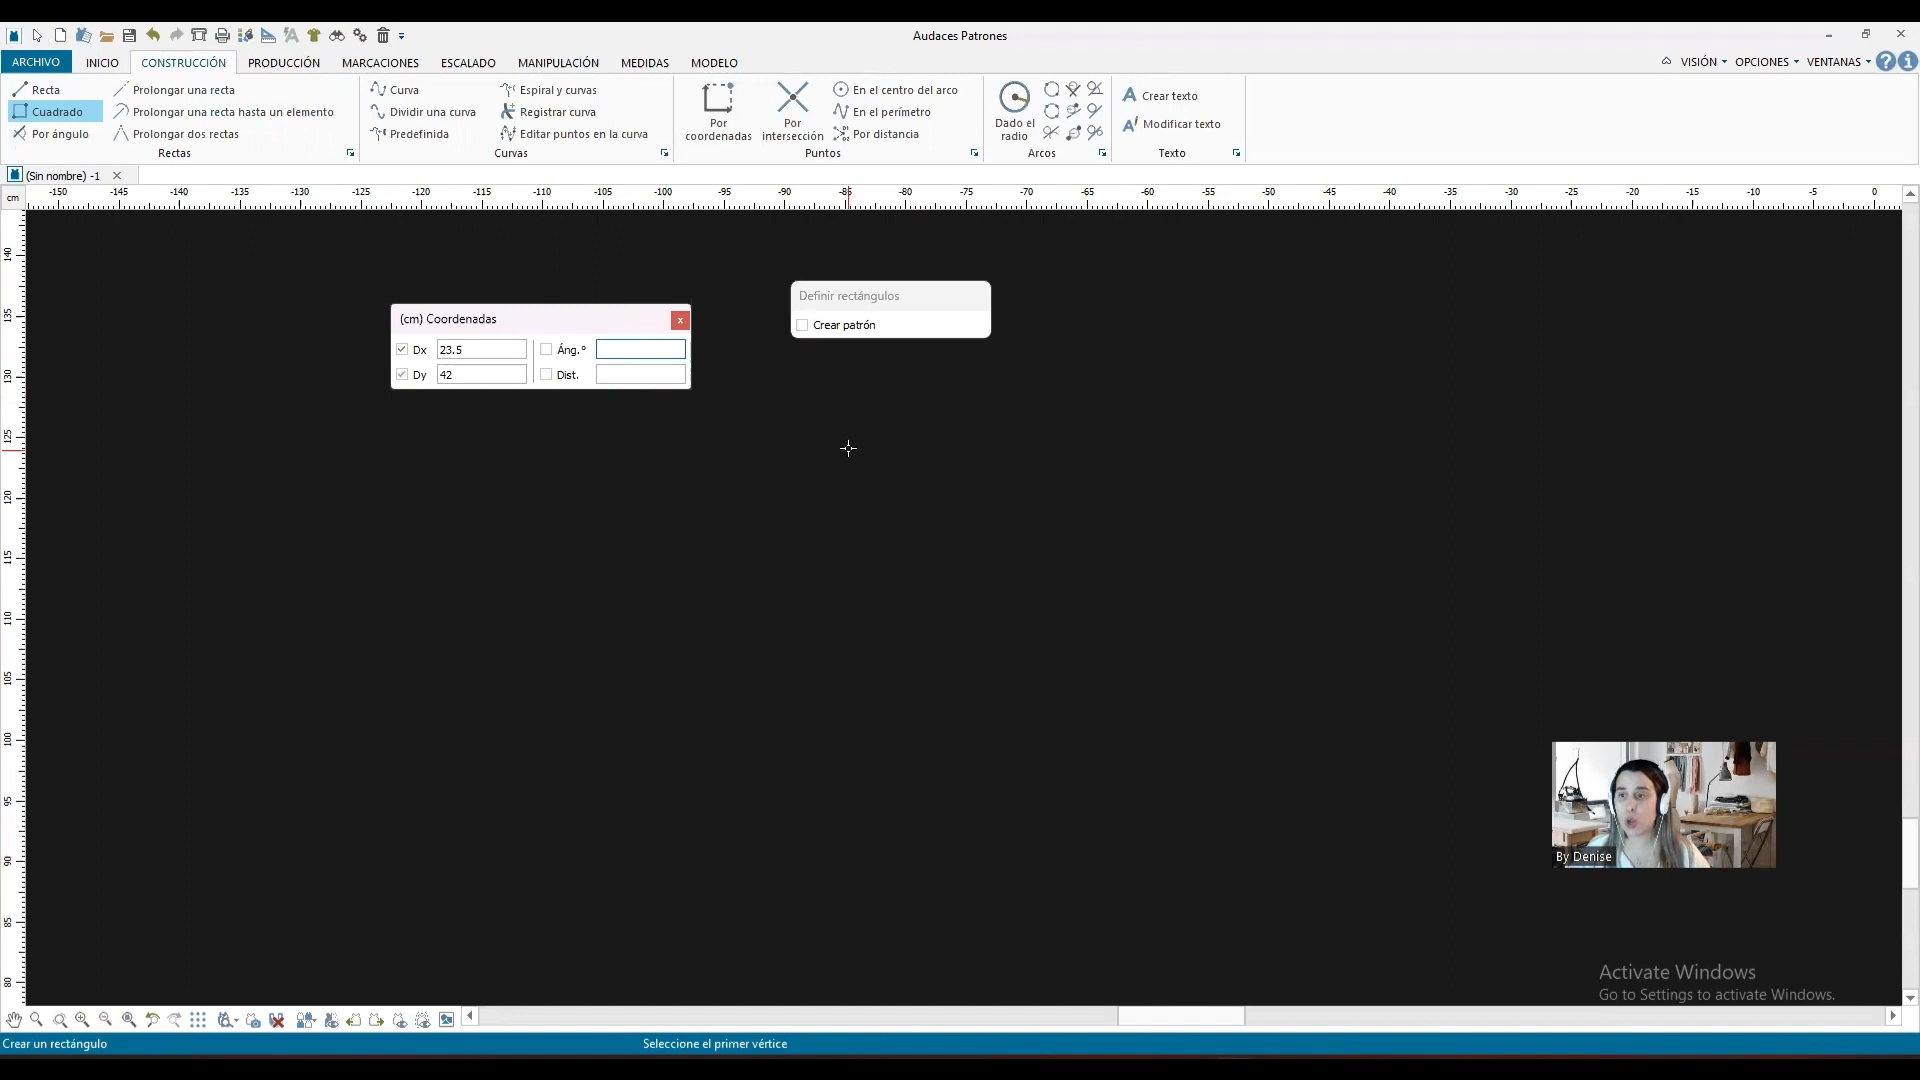 Audaces Patrones
ARCHIVO INICIO CONSTRUCCIÓN PRODUCCIÓN MARCACIONES ESCALADO MANIPULACIÓN MEDIDAS MODELO VISIÓN OPCIONES VENTANAS
Recta Prolongar una recta Curva Espiral y curvas En el centro del arco
Cuadrado Prolongar una recta hasta un elemento Dividir una curva Registrar curva En el perímetro
Por ángulo Prolongar dos rectas Predefinida Editar puntos en la curva Por distancia
Por coordenadas Por intersección Dado el radio
Crear texto
Modificar texto
Rectas Curvas Puntos Arcos Texto
(Sin nombre) -1
cm -150 -145 -140 -135 -130 -125 -120 -115 -110 -105 -100 -95 -90 -85 -80 -75 -70 -65 -60 -55 -50 -45 -40 -35 -30 -25 -20 -15 -10 -5 0
140
135
130
125
120
115
110
105
100
95
90
85
80
(cm) Coordenadas
Dx 23.5 Áng.°
Dy 42 Dist.
Definir rectángulos
Crear patrón
By Denise
Activate Windows
Go to Settings to activate Windows.
Crear un rectángulo Seleccione el primer vértice